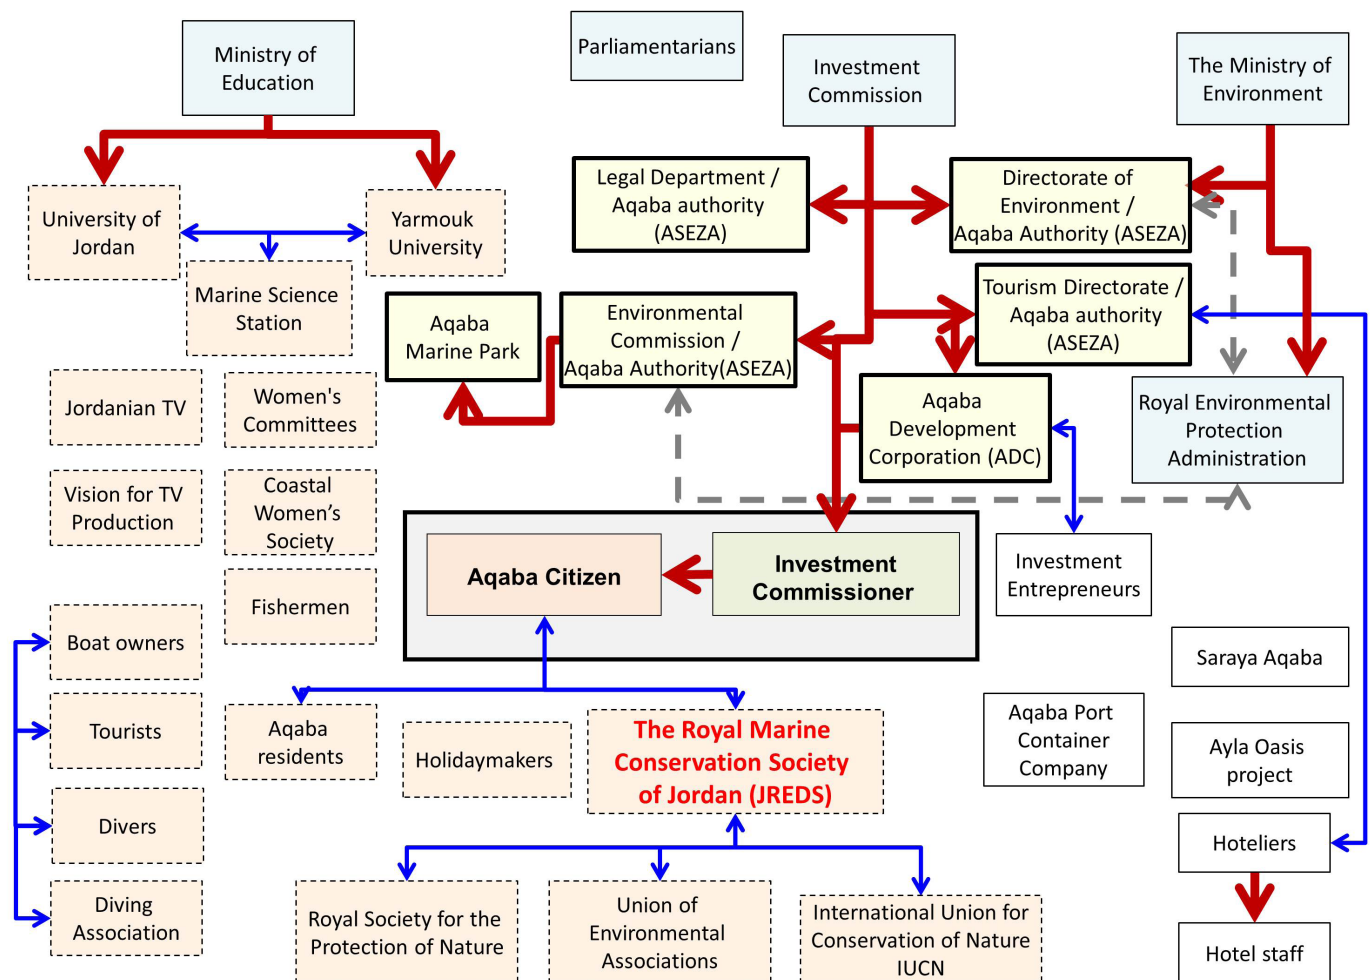 Ministry of
Education
Parliamentarians
Investment
Commission
The Ministry of
Environment
Legal Department /
Aqaba authority
(ASEZA)
Directorate of
Environment /
Aqaba Authority (ASEZA)
University of
Jordan
Yarmouk
University
Marine Science
Station
Aqaba
Marine Park
Environmental
Commission /
Aqaba Authority(ASEZA)
Tourism Directorate /
Aqaba authority
(ASEZA)
Jordanian TV
Women's
Committees
Aqaba
Development
Corporation (ADC)
Royal Environmental
Protection
Administration
Vision for TV
Production
Coastal
Women’s
Society
Aqaba Citizen
Investment
Commissioner
Investment
Entrepreneurs
Fishermen
Boat owners
Saraya Aqaba
Tourists
Aqaba
residents
Holidaymakers
The Royal Marine
Conservation Society
of Jordan (JREDS)
Aqaba Port
Container
Company
Ayla Oasis
project
Divers
Hoteliers
Diving
Association
Royal Society for the
Protection of Nature
Union of
Environmental
Associations
International Union for
Conservation of Nature
IUCN
Hotel staff